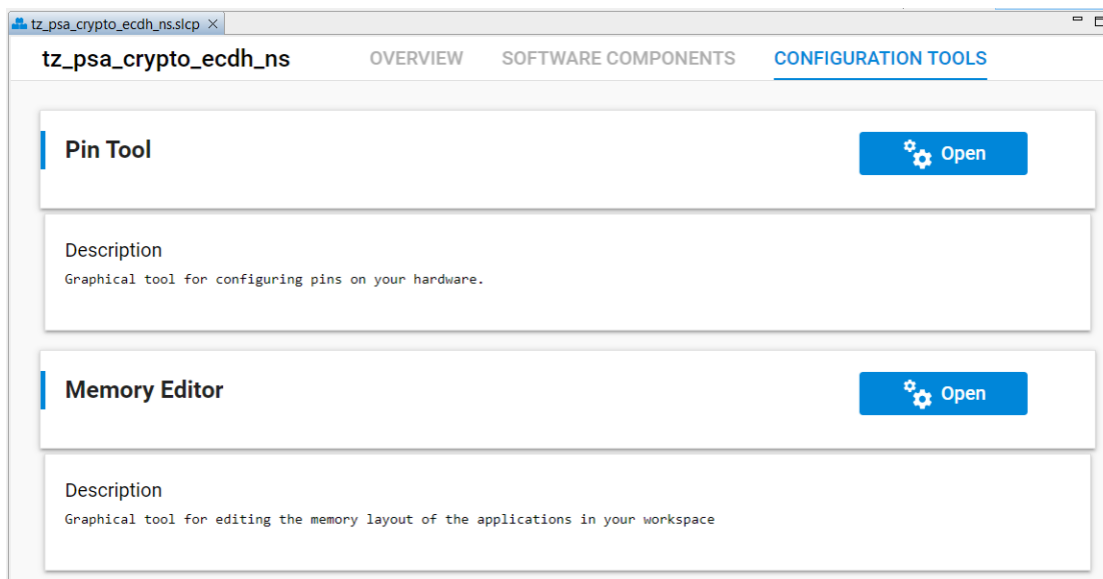 tz_psa_crypto_ecdh_ns.slcp
tz_psa_crypto_ecdh_ns OVERVIEW SOFTWARE COMPONENTS CONFIGURATION TOOLS
Pin Tool Open
Description
Graphical tool for configuring pins on your hardware.
Memory Editor Open
Description
Graphical tool for editing the memory layout of the applications in your workspace